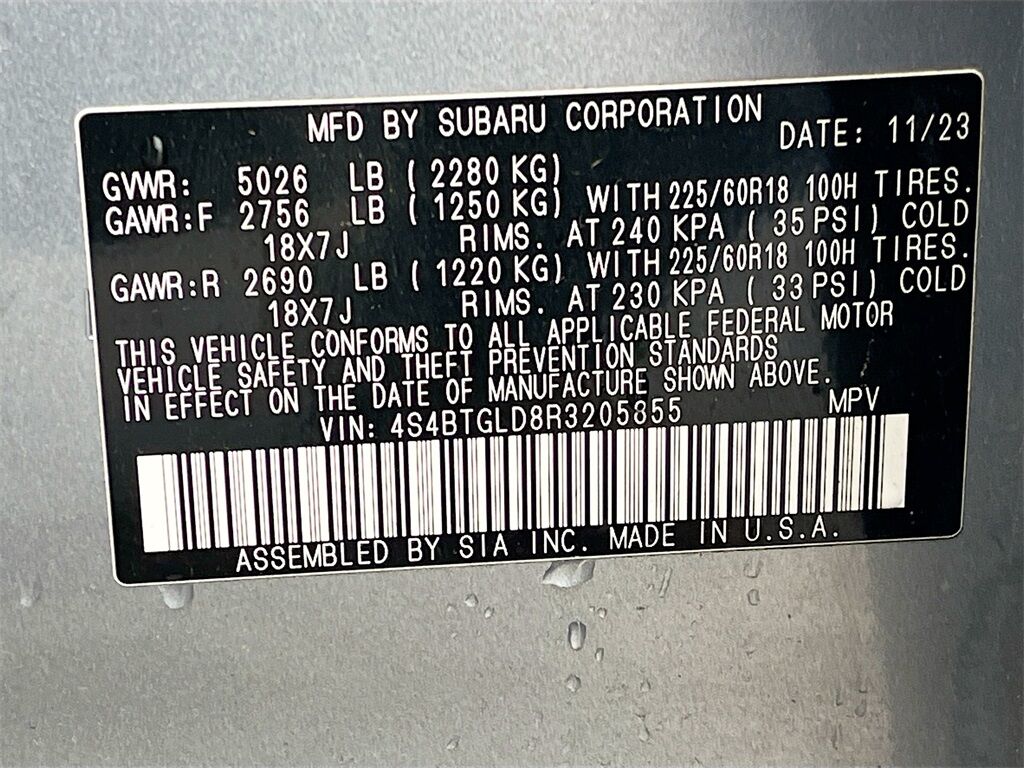 MFD BY SUBARU CORPORATION DATE: 11/23
GVWR: 5026 LB ( 2280 KG)
GAWR:F 2756 LB ( 1250 KG) WITH 225/60R18 100H TIRES.
18X7J RIMS. AT 240 KPA ( 35 PSI) COLD
GAWR:R 2690 LB ( 1220 KG) WITH 225/60R18 100H TIRES.
18X7J RIMS. AT 230 KPA ( 33 PSI) COLD
THIS VEHICLE CONFORMS TO ALL APPLICABLE FEDERAL MOTOR
VEHICLE SAFETY AND THEFT PREVENTION STANDARDS
IN EFFECT ON THE DATE OF MANUFACTURE SHOWN ABOVE.
VIN: 4S4BTGLD8R3205855 MPV
ASSEMBLED BY SIA INC. MADE IN U.S.A.